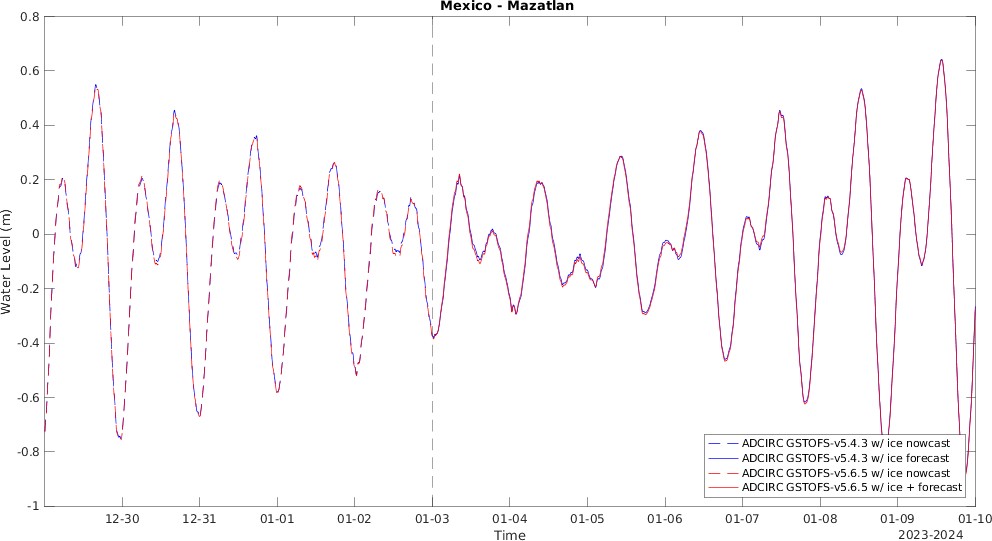 Mexico - Mazatlan
0.8
0.6
0.4
0.2
0
-0.2
-0.4
-0.6
-0.8
-1
Water Level (m)
ADCIRC GSTOFS-v5.4.3 w/ ice nowcast
ADCIRC GSTOFS-v5.4.3 w/ ice forecast
ADCIRC GSTOFS-v5.6.5 w/ ice nowcast
ADCIRC GSTOFS-v5.6.5 w/ ice + forecast
12-30 12-31 01-01 01-02 01-03 01-04 01-05 01-06 01-07 01-08 01-09 01-10
Time
2023-2024